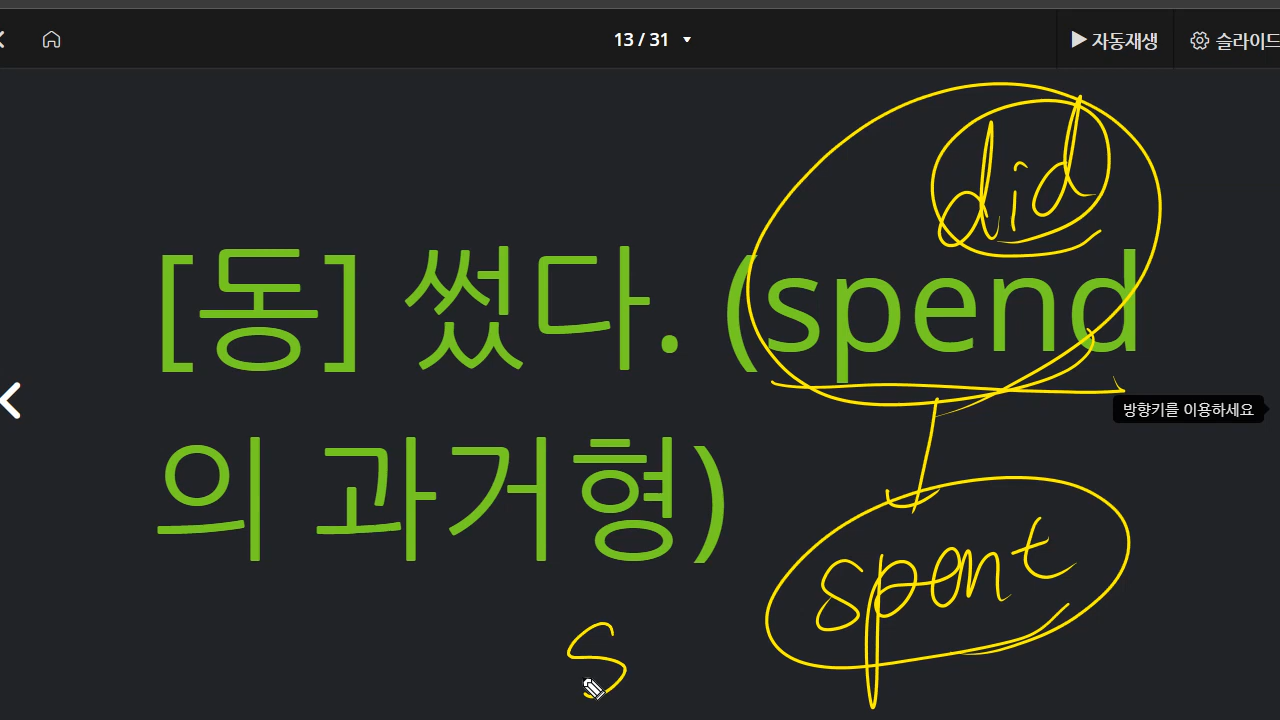 13 / 31
자동재생
슬라이드
did
[동] 썼다. (spend
방향키를 이용하세요
의 과거형)
spent
S